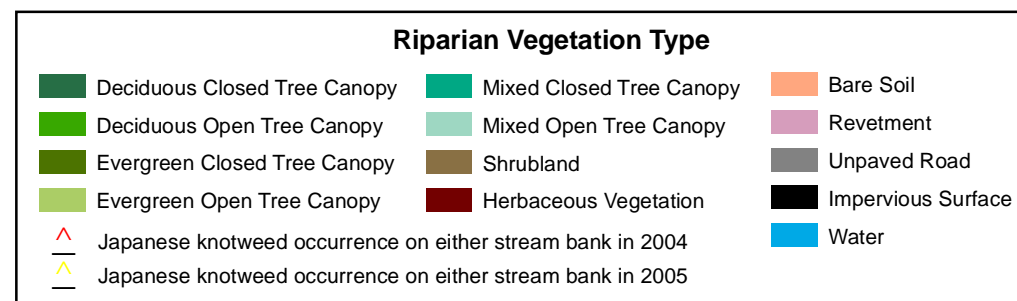 Riparian Vegetation Type
Deciduous Closed Tree Canopy
Deciduous Open Tree Canopy
Evergreen Closed Tree Canopy
Evergreen Open Tree Canopy
Mixed Closed Tree Canopy
Mixed Open Tree Canopy
Shrubland
Herbaceous Vegetation
Bare Soil
Revetment
Unpaved Road
Impervious Surface
Water
Japanese knotweed occurrence on either stream bank in 2004
Japanese knotweed occurrence on either stream bank in 2005